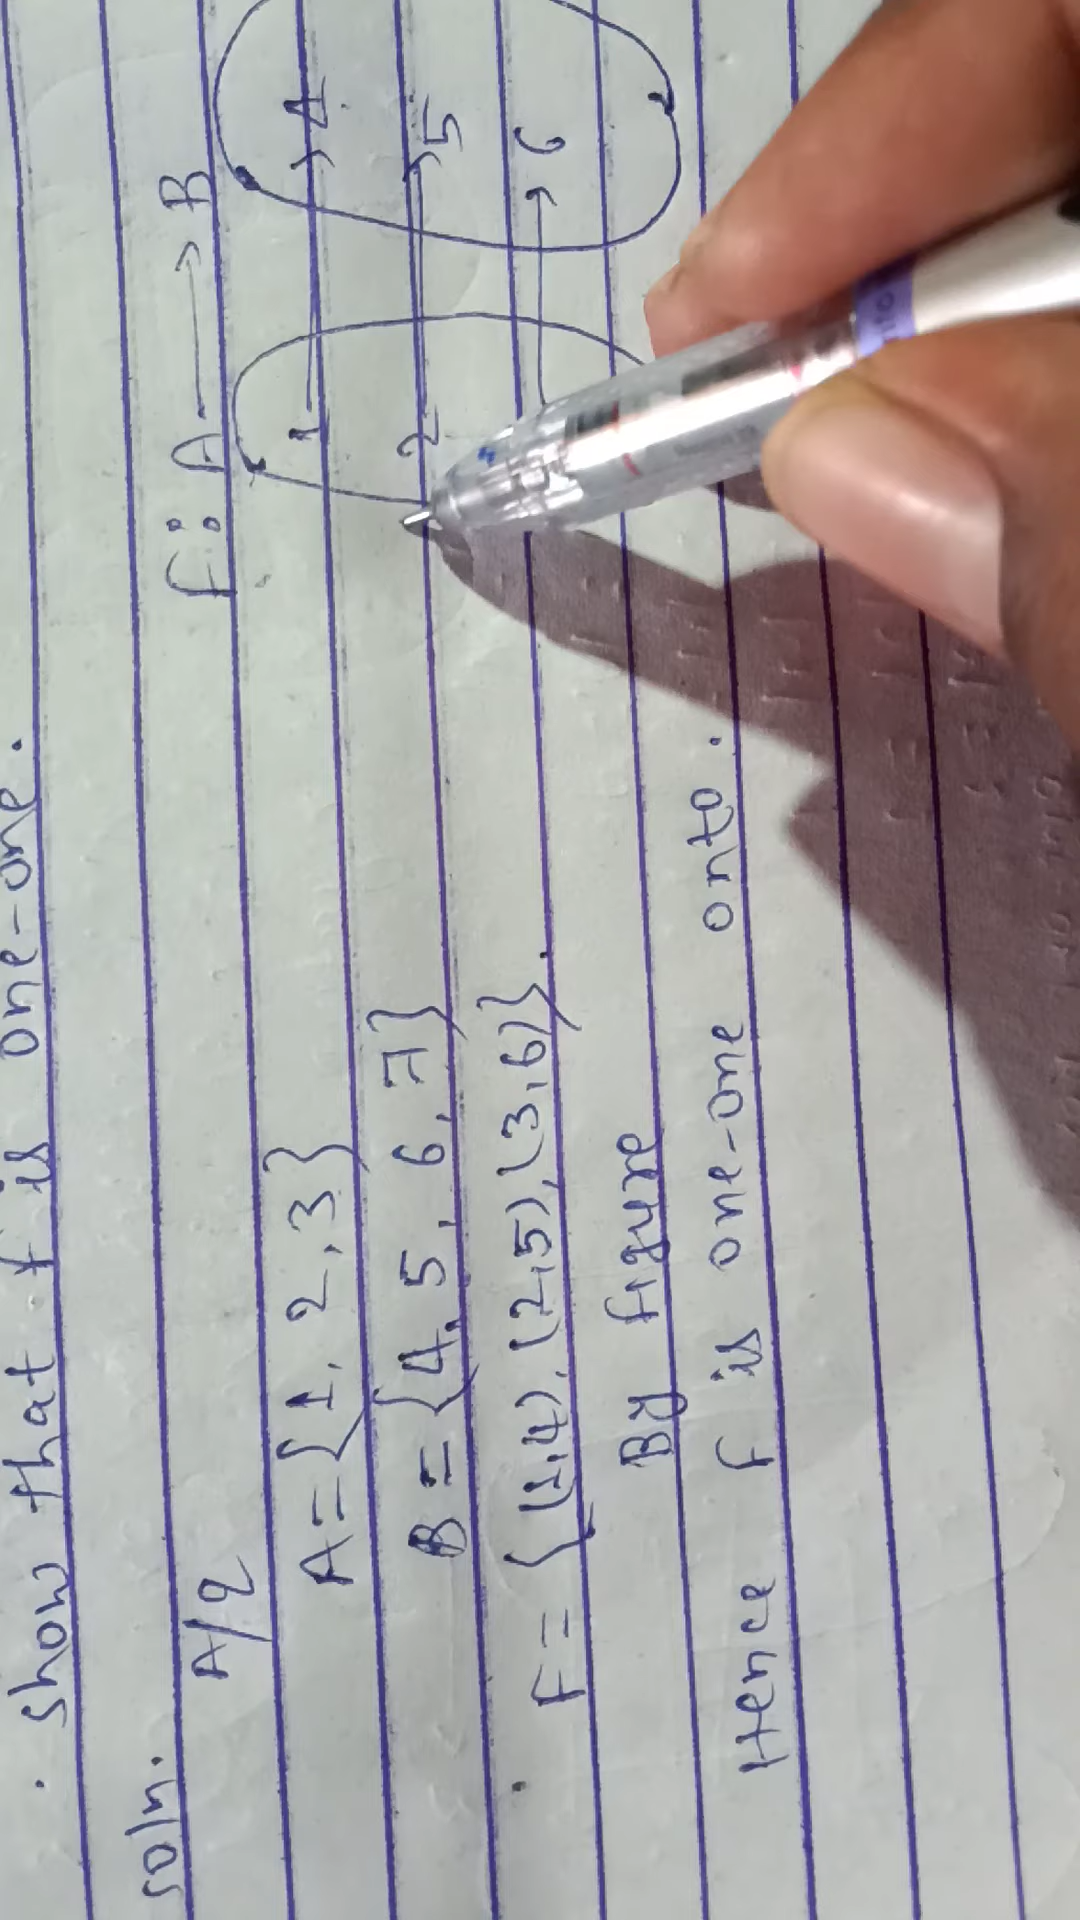 . show that f is one-one.
soln.
A/q
f : A → B
A = {1, 2, 3}
B = {4, 5, 6, 7}
F = {(1,4), (2,5), (3,6)}.
1 → 4
2 → 5
→ 6
By figure
Hence f is one-one onto.